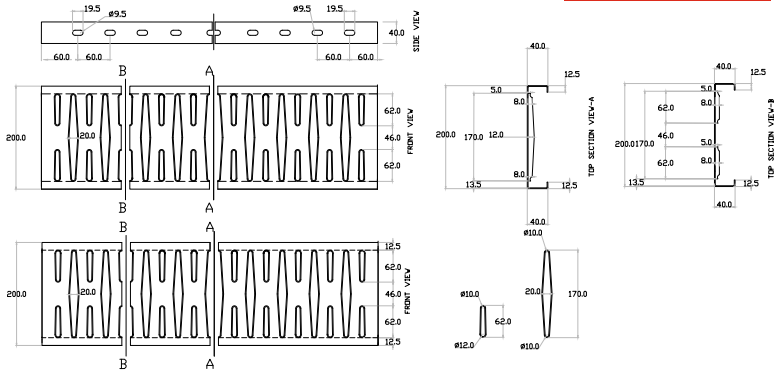 19.5
ø9.5
ø9.5
19.5
40.0
SIDE VIEW
60.0
60.0
60.0
60.0
B
A
200.0
20.0
62.0
46.0
62.0
FRONT VIEW
B
A
40.0
12.5
5.0
8.0
200.0
170.0
12.0
8.0
13.5
12.5
40.0
TOP SECTION VIEW-A
40.0
12.5
5.0
8.0
62.0
46.0
5.0
200.0
170.0
62.0
8.0
13.5
12.5
40.0
TOP SECTION VIEW-B
B
A
200.0
20.0
12.5
62.0
46.0
62.0
12.5
FRONT VIEW
B
A
ø10.0
62.0
ø12.0
ø10.0
20.0
170.0
ø10.0